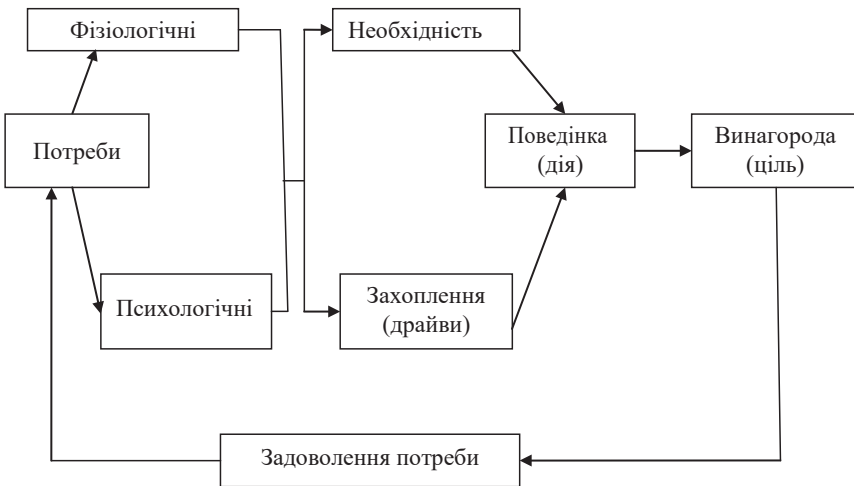 Фізіологічні
Необхідність
Потреби
Поведінка
(дія)
Винагорода
(ціль)
Психологічні
Захоплення
(драйви)
Задоволення потреби